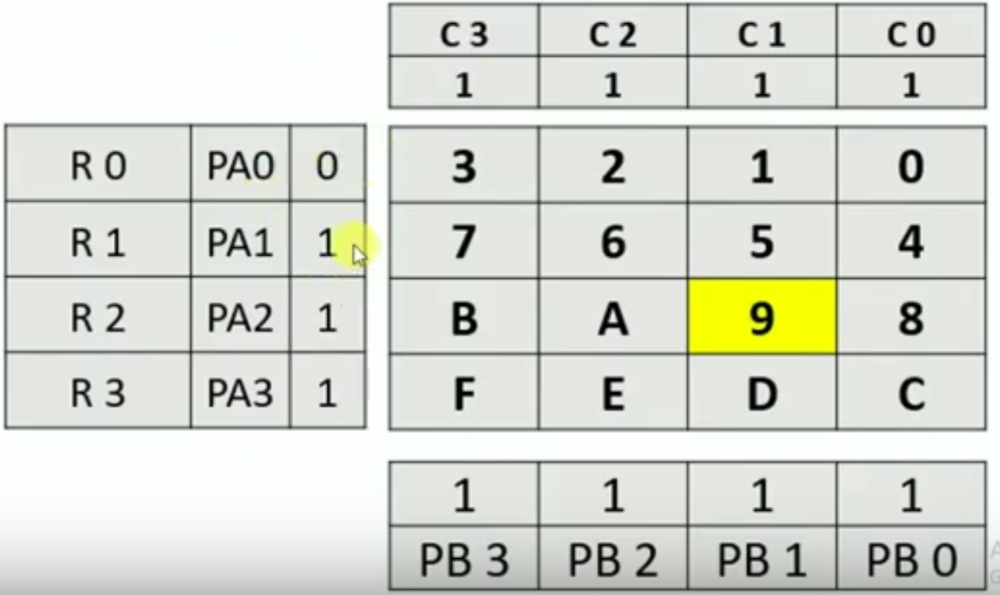 C 3 C 2 C 1 C 0
1 1 1 1
R 0 PA0 0 3 2 1 0
R 1 PA1 1 7 6 5 4
R 2 PA2 1 B A 9 8
R 3 PA3 1 F E D C
1 1 1 1
PB 3 PB 2 PB 1 PB 0